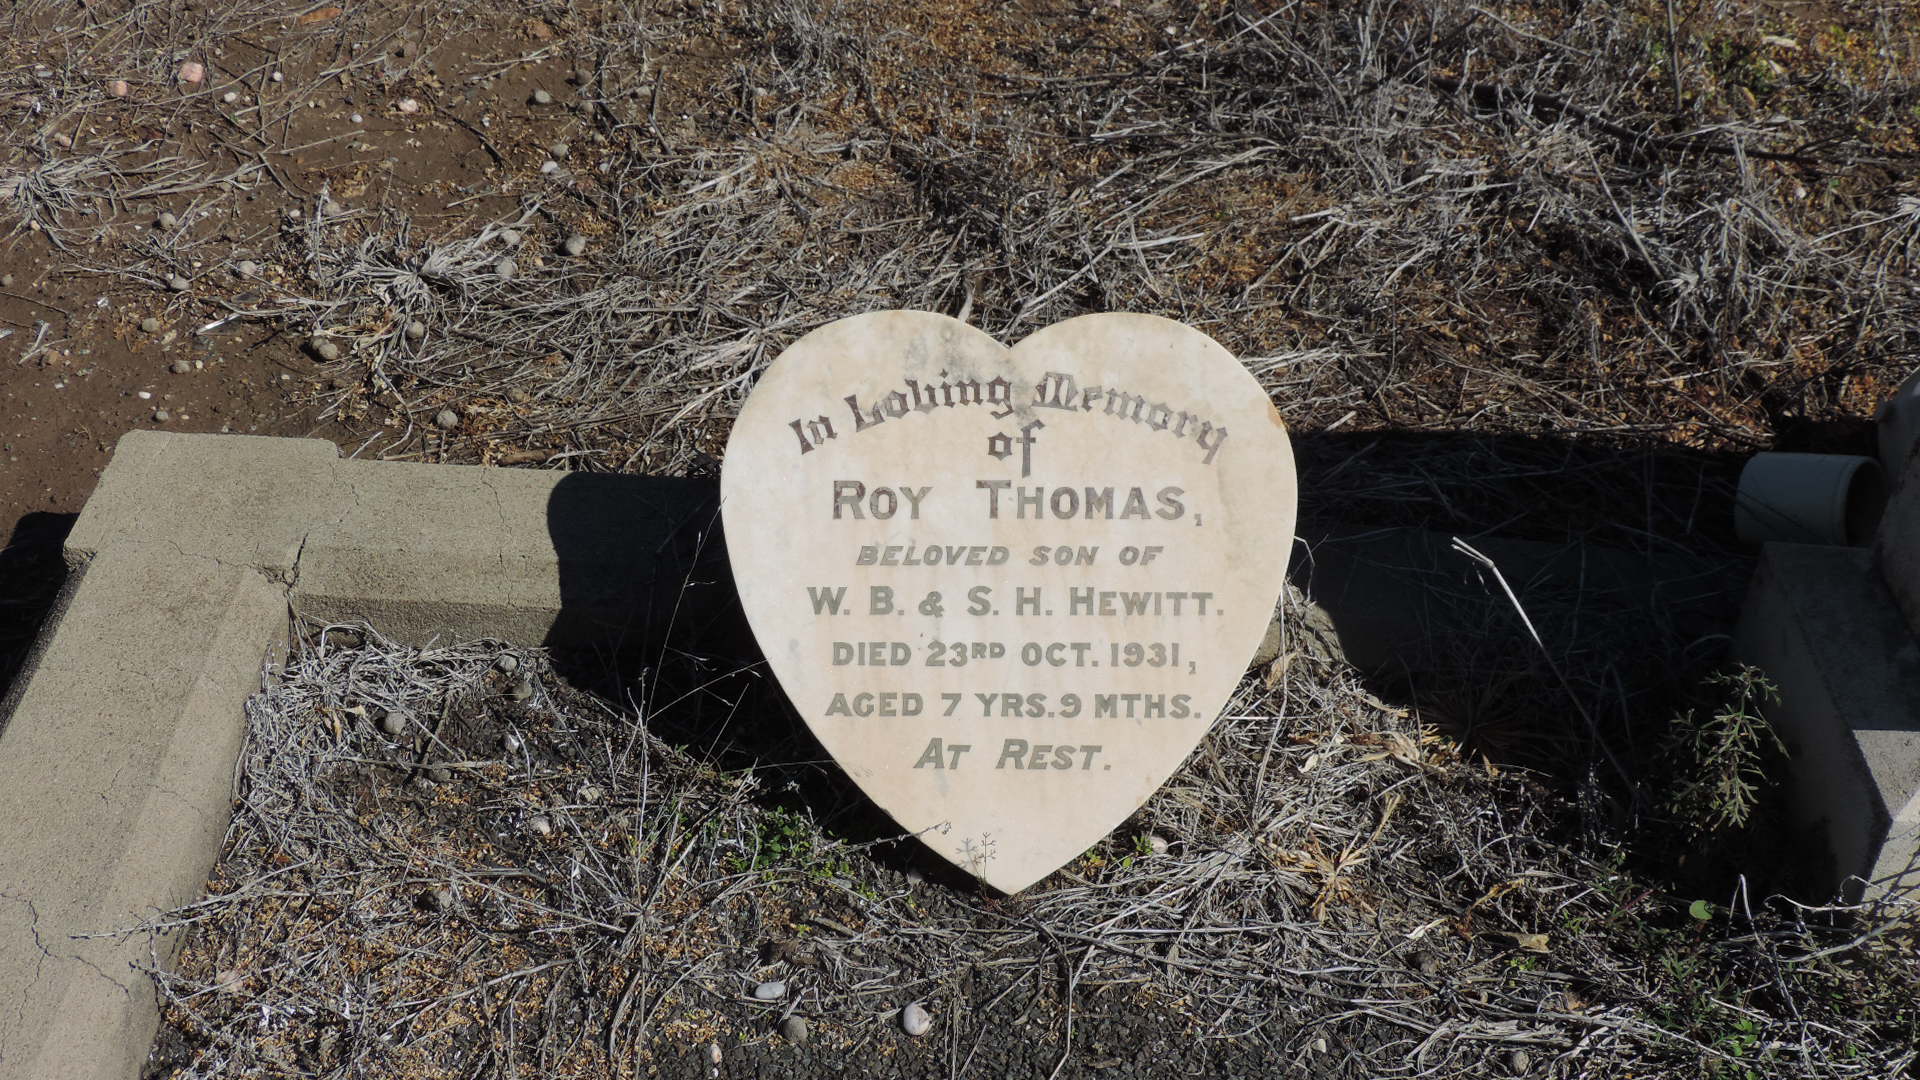 In Loving Memory
of
ROY THOMAS,
BELOVED SON OF
W. B. & S. H. HEWITT.
DIED 23RD OCT. 1931,
AGED 7 YRS. 9 MTHS.
AT REST.